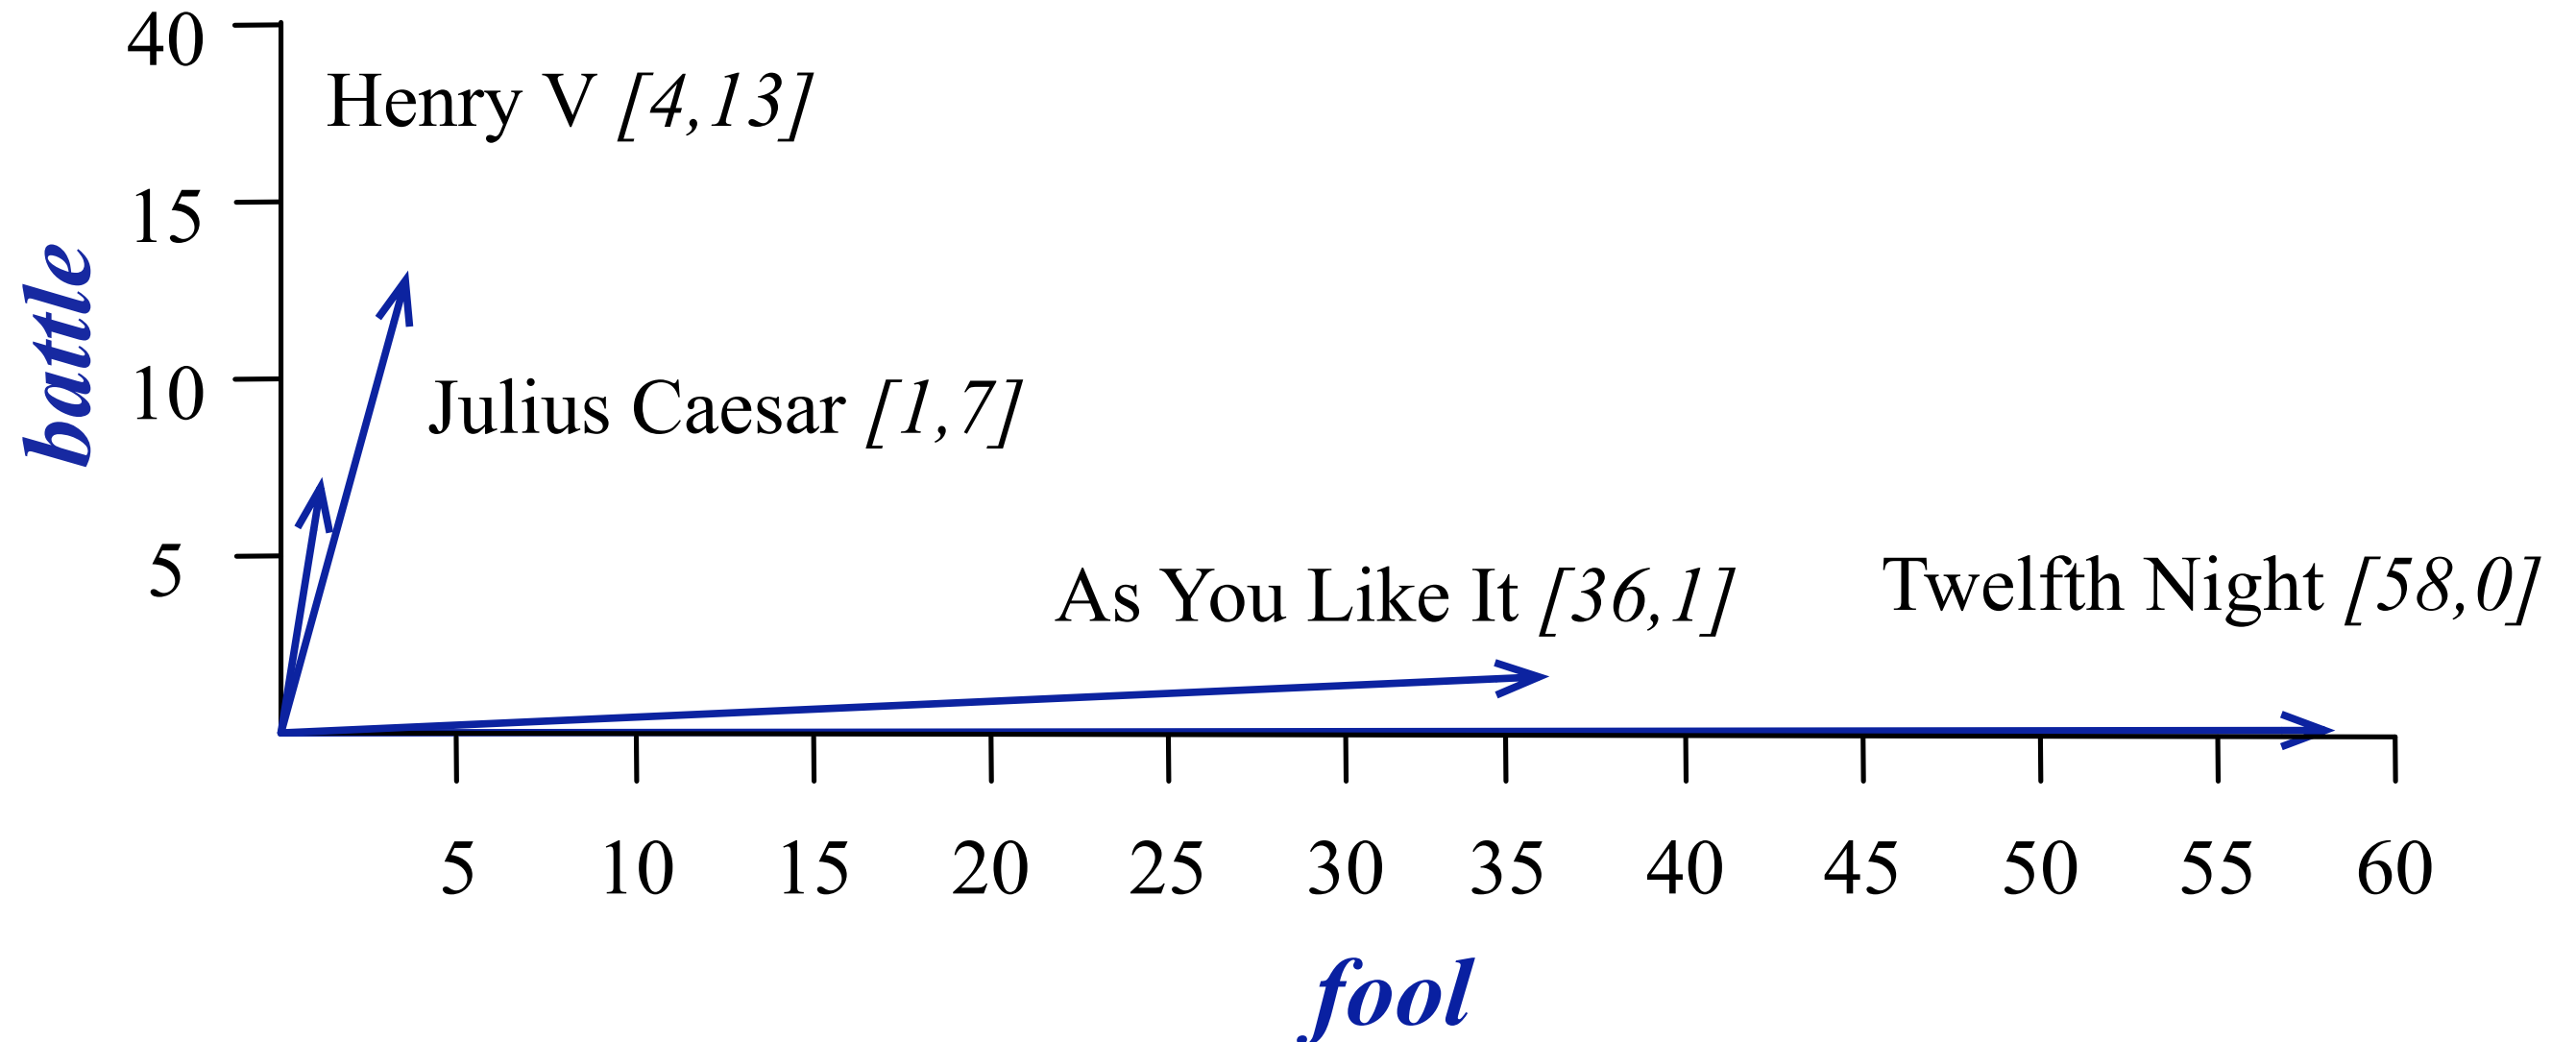 40
Henry V [4,13]
15
battle
10
Julius Caesar [1,7]
5
As You Like It [36,1]
Twelfth Night [58,0]
5 10 15 20 25 30 35 40 45 50 55 60
fool